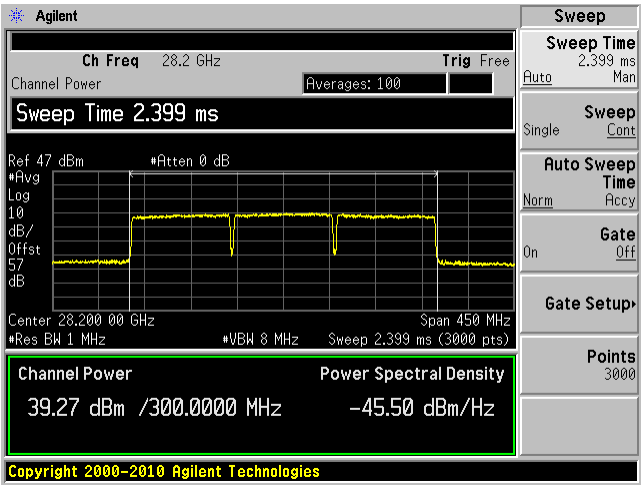 Agilent
Sweep
Ch Freq 28.2 GHz Trig Free
Channel Power Averages: 100
Sweep Time 2.399 ms
Ref 47 dBm #Atten 0 dB
#Avg
Log
10
dB/
Offst
57
dB
Center 28.200 00 GHz Span 450 MHz
#Res BW 1 MHz #VBW 8 MHz Sweep 2.399 ms (3000 pts)
Channel Power Power Spectral Density
39.27 dBm /300.0000 MHz -45.50 dBm/Hz
Copyright 2000-2010 Agilent Technologies
Sweep Time
2.399 ms
Auto Man
Sweep
Single Cont
Auto Sweep
Time
Norm Accy
Gate
On Off
Gate Setup
Points
3000